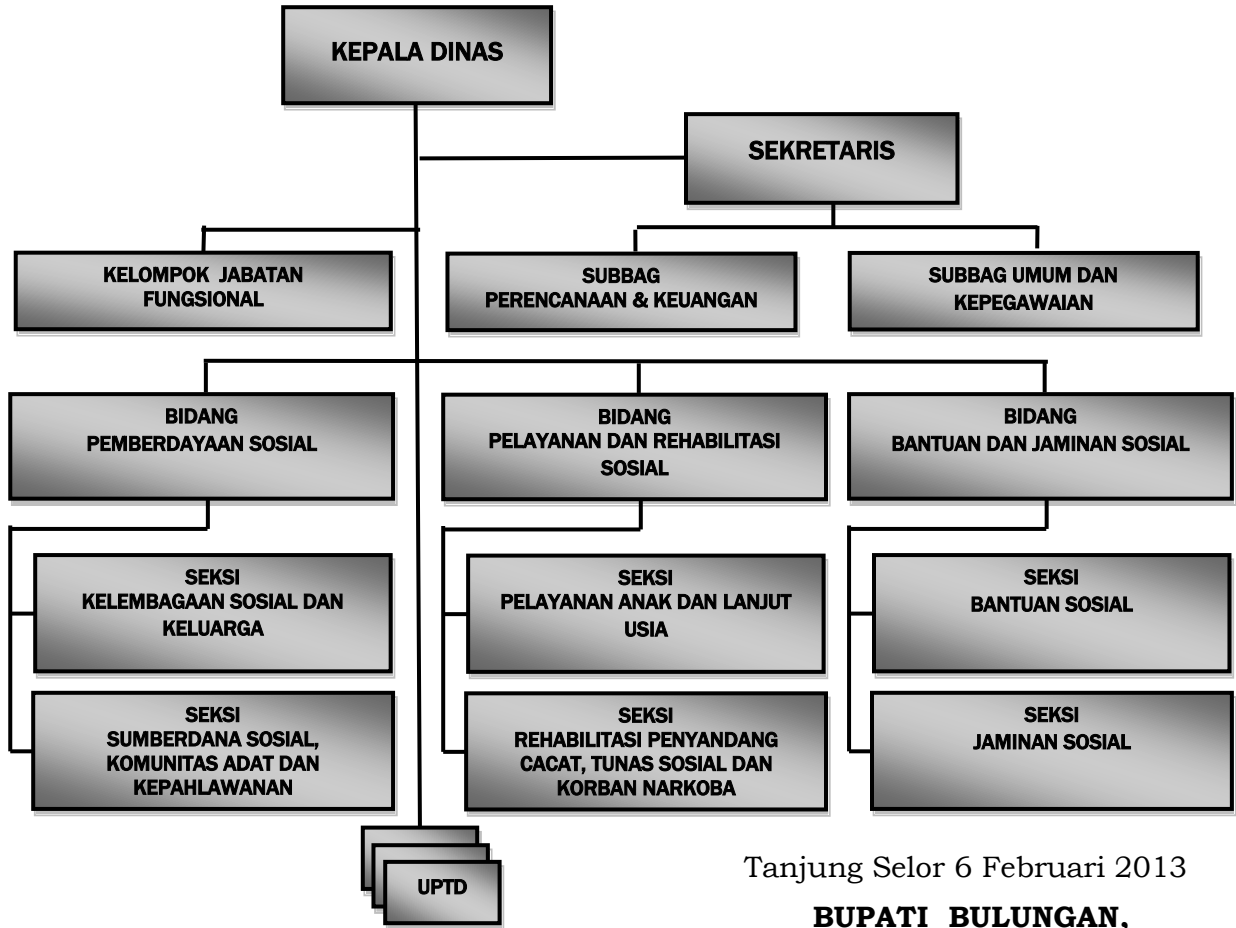 KEPALA DINAS
SEKRETARIS
KELOMPOK JABATAN
FUNGSIONAL
SUBBAG
PERENCANAAN & KEUANGAN
SUBBAG UMUM DAN
KEPEGAWAIAN
BIDANG
PEMBERDAYAAN SOSIAL
BIDANG
PELAYANAN DAN REHABILITASI
SOSIAL
BIDANG
BANTUAN DAN JAMINAN SOSIAL
SEKSI
KELEMBAGAAN SOSIAL DAN
KELUARGA
SEKSI
PELAYANAN ANAK DAN LANJUT
USIA
SEKSI
BANTUAN SOSIAL
SEKSI
SUMBERDANA SOSIAL,
KOMUNITAS ADAT DAN
KEPAHLAWANAN
SEKSI
REHABILITASI PENYANDANG
CACAT, TUNAS SOSIAL DAN
KORBAN NARKOBA
SEKSI
JAMINAN SOSIAL
UPTD
Tanjung Selor 6 Februari 2013
BUPATI BULUNGAN,